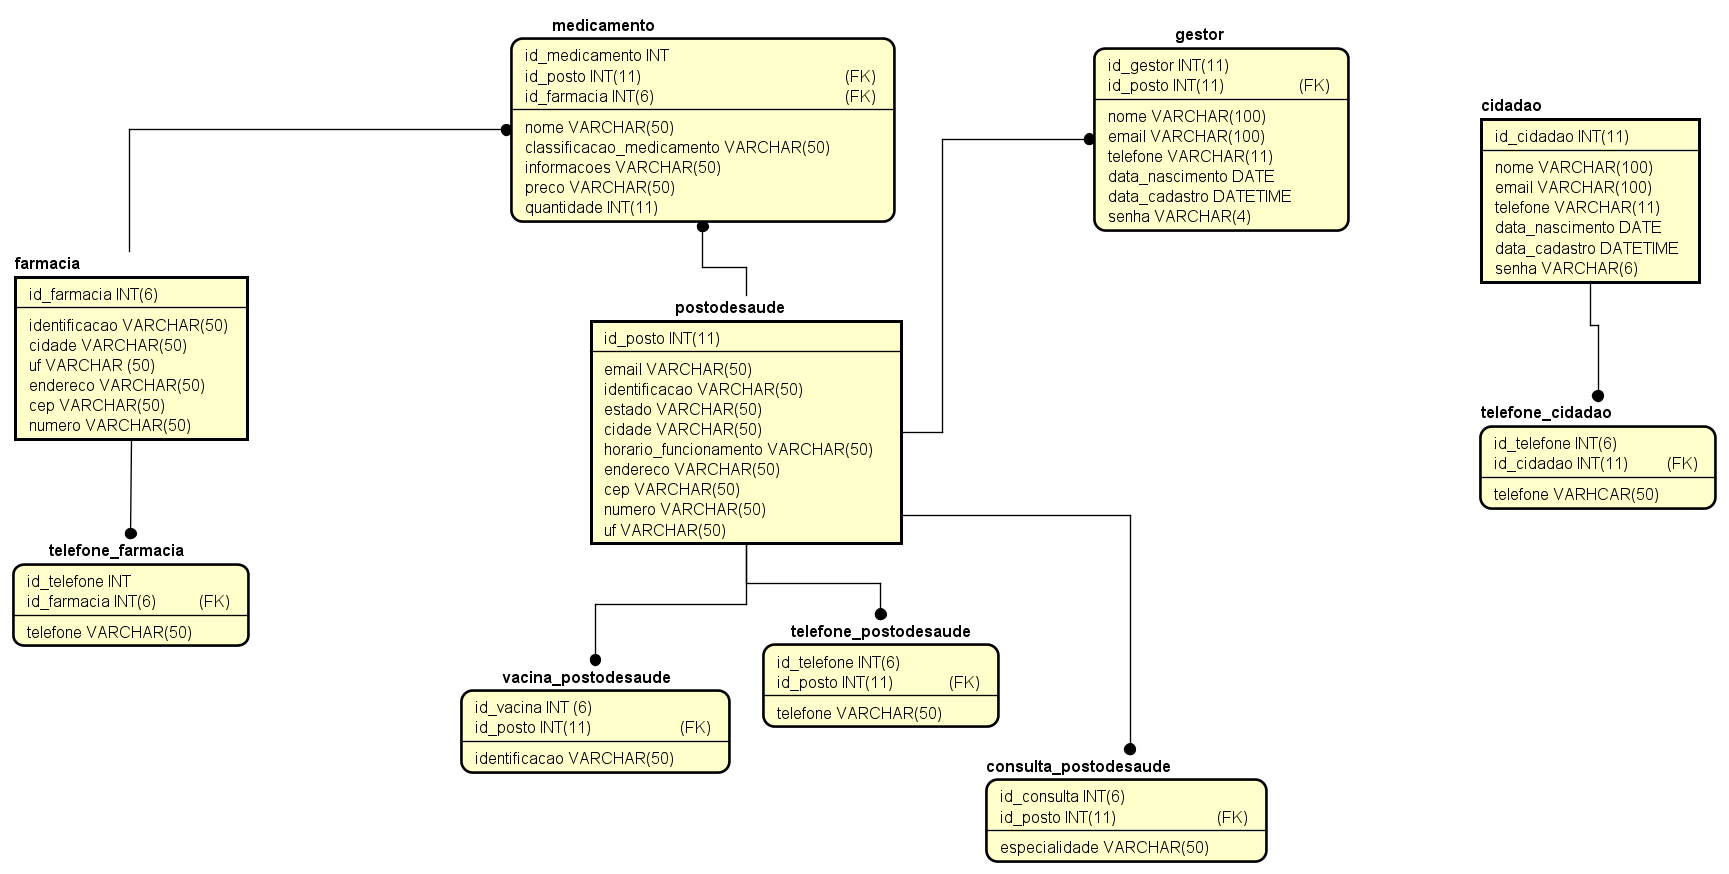 medicamento
id_medicamento INT
id_posto INT(11) (FK)
id_farmacia INT(6) (FK)
nome VARCHAR(50)
classificacao_medicamento VARCHAR(50)
informacoes VARCHAR(50)
preco VARCHAR(50)
quantidade INT(11)
gestor
id_gestor INT(11)
id_posto INT(11) (FK)
nome VARCHAR(100)
email VARCHAR(100)
telefone VARCHAR(11)
data_nascimento DATE
data_cadastro DATETIME
senha VARCHAR(4)
cidadao
id_cidadao INT(11)
nome VARCHAR(100)
email VARCHAR(100)
telefone VARCHAR(11)
data_nascimento DATE
data_cadastro DATETIME
senha VARCHAR(6)
farmacia
id_farmacia INT(6)
identificacao VARCHAR(50)
cidade VARCHAR(50)
uf VARCHAR (50)
endereco VARCHAR(50)
cep VARCHAR(50)
numero VARCHAR(50)
postodesaude
id_posto INT(11)
email VARCHAR(50)
identificacao VARCHAR(50)
estado VARCHAR(50)
cidade VARCHAR(50)
horario_funcionamento VARCHAR(50)
endereco VARCHAR(50)
cep VARCHAR(50)
numero VARCHAR(50)
uf VARCHAR(50)
telefone_cidadao
id_telefone INT(6)
id_cidadao INT(11) (FK)
telefone VARHCAR(50)
telefone_farmacia
id_telefone INT
id_farmacia INT(6) (FK)
telefone VARCHAR(50)
vacina_postodesaude
id_vacina INT (6)
id_posto INT(11) (FK)
identificacao VARCHAR(50)
telefone_postodesaude
id_telefone INT(6)
id_posto INT(11) (FK)
telefone VARCHAR(50)
consulta_postodesaude
id_consulta INT(6)
id_posto INT(11) (FK)
especialidade VARCHAR(50)